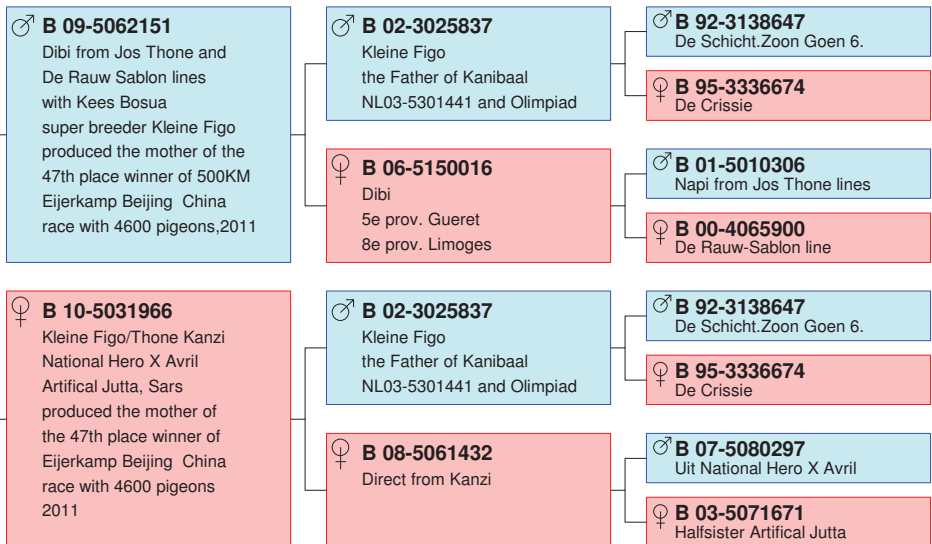 ♂ B 09-5062151
Dibi from Jos Thone and
De Rauw Sablon lines
with Kees Bosua
super breeder Kleine Figo
produced the mother of the
47th place winner of 500KM
Eijerkamp Beijing China
race with 4600 pigeons,2011
♂ B 02-3025837
Kleine Figo
the Father of Kanibaal
NL03-5301441 and Olimpiad
♂ B 92-3138647
De Schicht.Zoon Goen 6.
♀ B 95-3336674
De Crissie
♀ B 06-5150016
Dibi
5e prov. Gueret
8e prov. Limoges
♂ B 01-5010306
Napi from Jos Thone lines
♀ B 00-4065900
De Rauw-Sablon line
♀ B 10-5031966
Kleine Figo/Thone Kanzi
National Hero X Avril
Artifical Jutta, Sars
produced the mother of
the 47th place winner of
Eijerkamp Beijing China
race with 4600 pigeons
2011
♂ B 02-3025837
Kleine Figo
the Father of Kanibaal
NL03-5301441 and Olimpiad
♂ B 92-3138647
De Schicht.Zoon Goen 6.
♀ B 95-3336674
De Crissie
♀ B 08-5061432
Direct from Kanzi
♂ B 07-5080297
Uit National Hero X Avril
♀ B 03-5071671
Halfsister Artifical Jutta